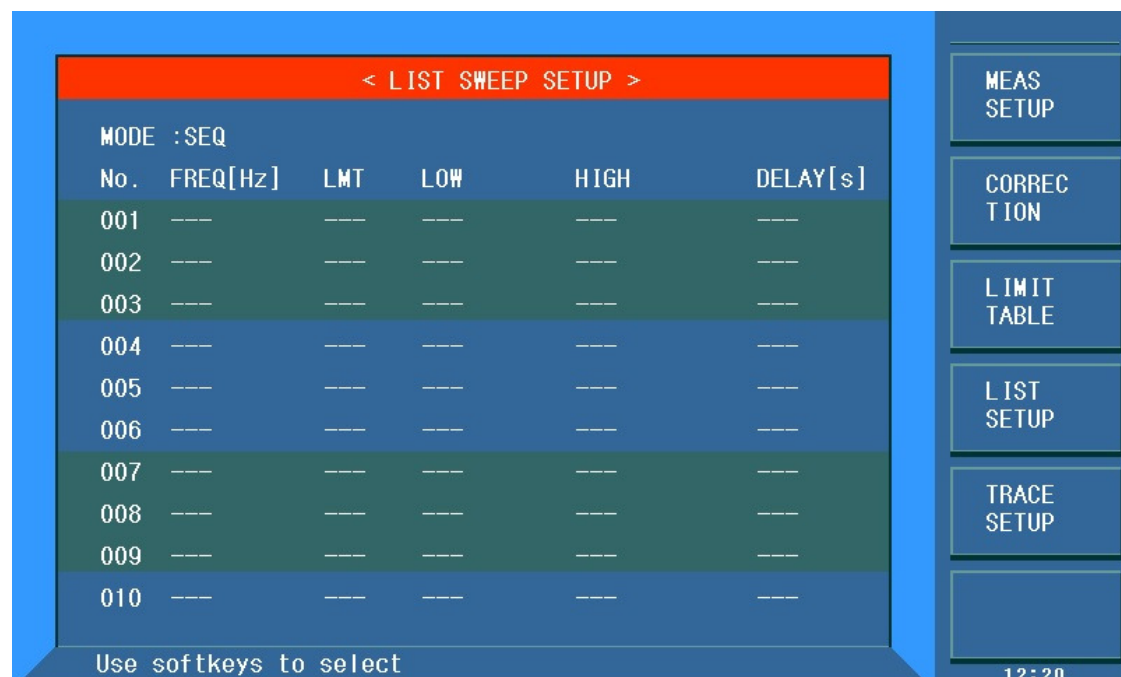 < LIST SWEEP SETUP >
MODE :SEQ
No. FREQ[Hz] LMT LOW HIGH DELAY[s]
001 --- --- --- --- ---
002 --- --- --- --- ---
003 --- --- --- --- ---
004 --- --- --- --- ---
005 --- --- --- --- ---
006 --- --- --- --- ---
007 --- --- --- --- ---
008 --- --- --- --- ---
009 --- --- --- --- ---
010 --- --- --- --- ---
Use softkeys to select
MEAS
SETUP
CORREC
TION
LIMIT
TABLE
LIST
SETUP
TRACE
SETUP